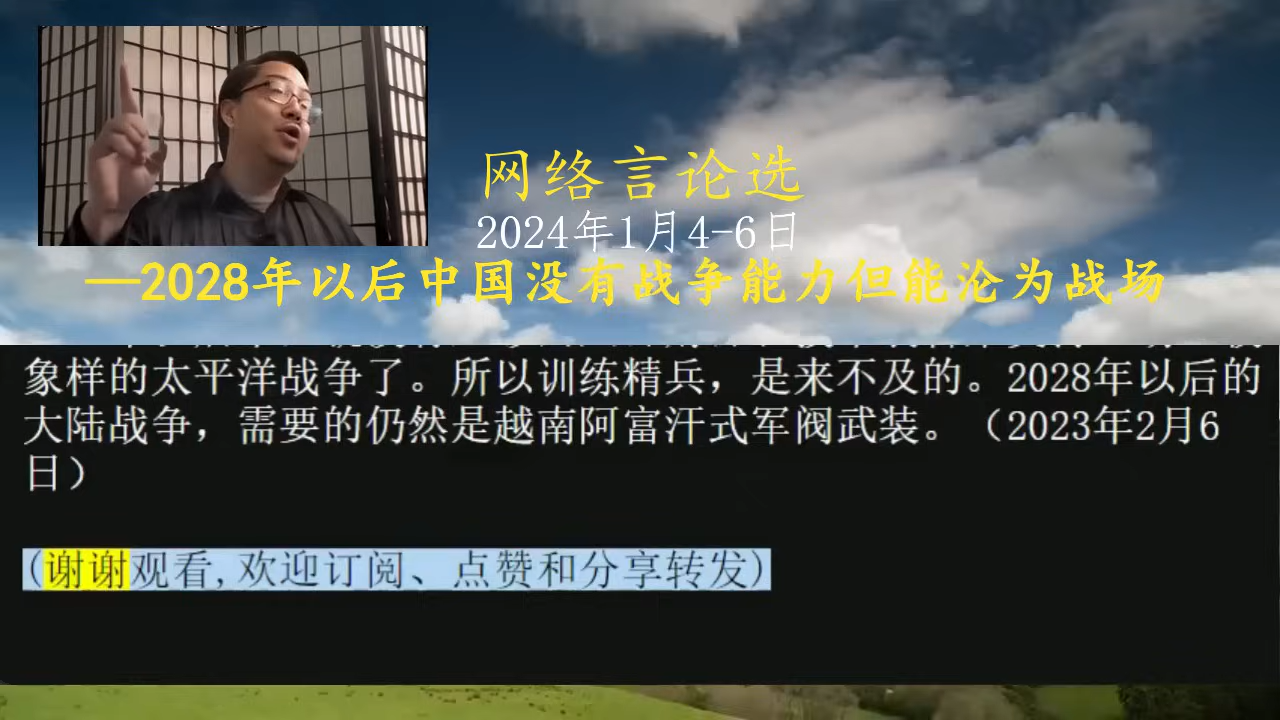 网络言论选
2024年1月4-6日
—2028年以后中国没有战争能力但能沦为战场
象样的太平洋战争了。所以训练精兵，是来不及的。2028年以后的
大陆战争，需要的仍然是越南阿富汗式军阀武装。（2023年2月6
日）
(谢谢观看,欢迎订阅、点赞和分享转发)